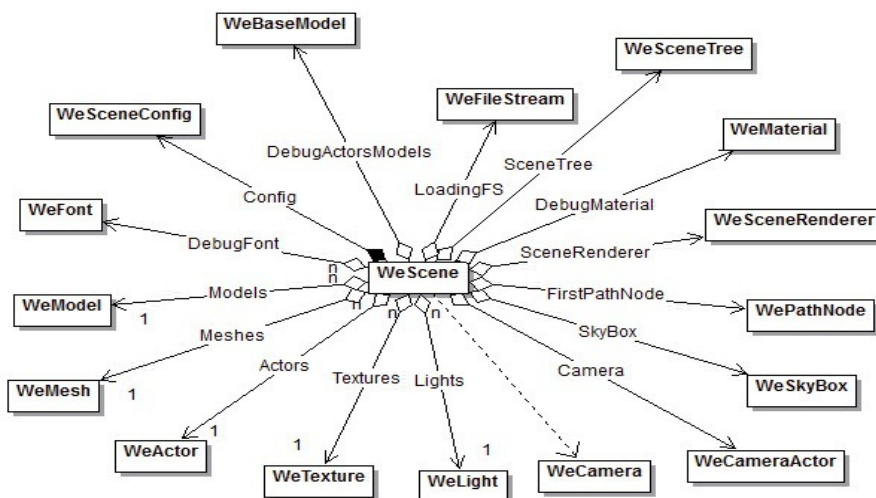 WeBaseModel
WeSceneTree
WeFileStream
WeSceneConfig
WeMaterial
DebugActorsModels
SceneTree
LoadingFS
Config
DebugMaterial
WeFont
WeSceneRenderer
DebugFont
SceneRenderer
WeScene
n
n
Models
FirstPathNode
WeModel
1
n
n
n
WePathNode
Meshes
SkyBox
Actors
Textures
Lights
Camera
WeMesh
1
WeSkyBox
1
1
1
WeActor
WeTexture
WeLight
WeCamera
WeCameraActor